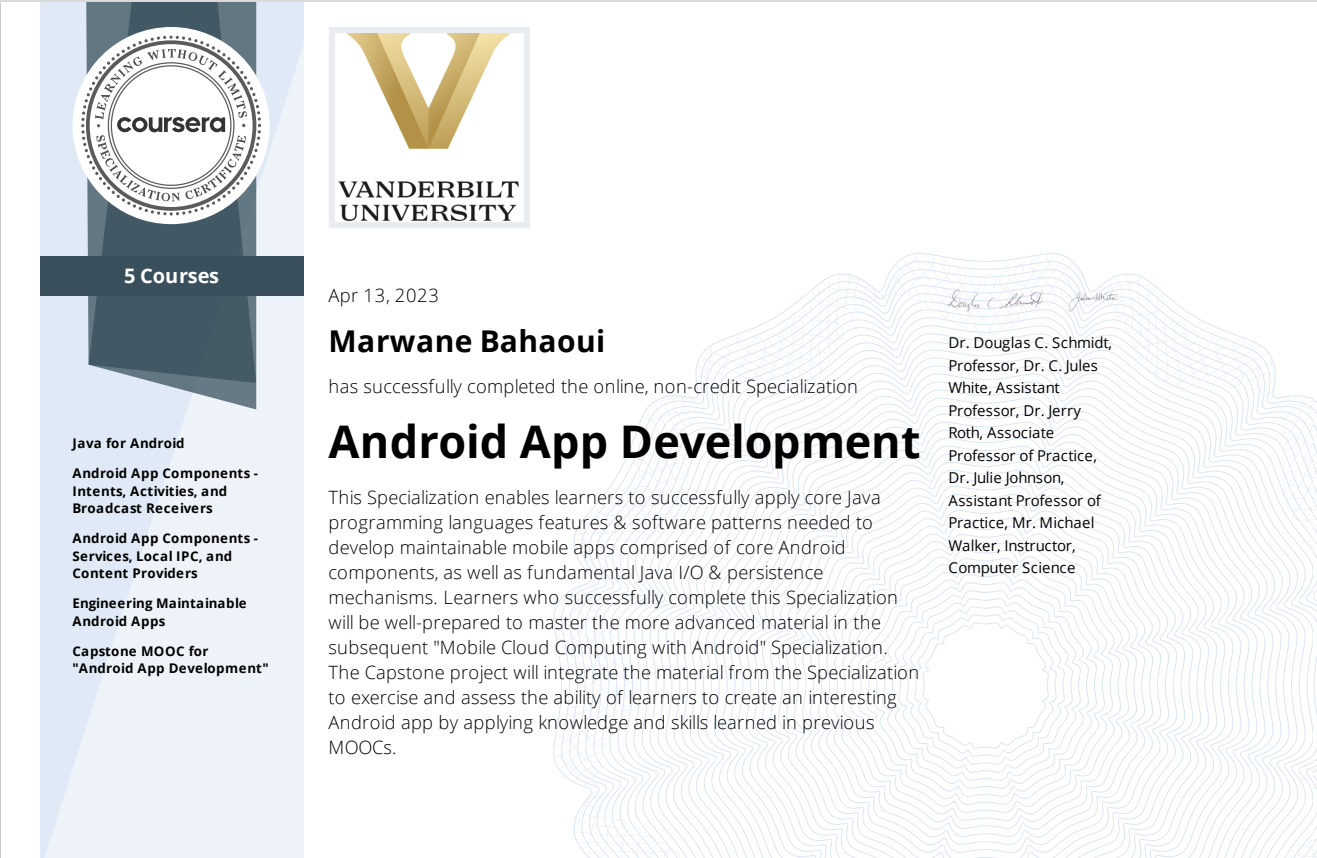 LEARNING WITHOUT LIMITS
coursera
SPECIALIZATION CERTIFICATE
5 Courses
Java for Android
Android App Components -
Intents, Activities, and
Broadcast Receivers
Android App Components -
Services, Local IPC, and
Content Providers
Engineering Maintainable
Android Apps
Capstone MOOC for
"Android App Development"
VANDERBILT
UNIVERSITY
Apr 13, 2023
Marwane Bahaoui
has successfully completed the online, non-credit Specialization
Android App Development
This Specialization enables learners to successfully apply core Java
programming languages features & software patterns needed to
develop maintainable mobile apps comprised of core Android
components, as well as fundamental Java I/O & persistence
mechanisms. Learners who successfully complete this Specialization
will be well-prepared to master the more advanced material in the
subsequent "Mobile Cloud Computing with Android" Specialization.
The Capstone project will integrate the material from the Specialization
to exercise and assess the ability of learners to create an interesting
Android app by applying knowledge and skills learned in previous
MOOCs.
Douglas C. Schmidt Jules White
Dr. Douglas C. Schmidt,
Professor, Dr. C. Jules
White, Assistant
Professor, Dr. Jerry
Roth, Associate
Professor of Practice,
Dr. Julie Johnson,
Assistant Professor of
Practice, Mr. Michael
Walker, Instructor,
Computer Science